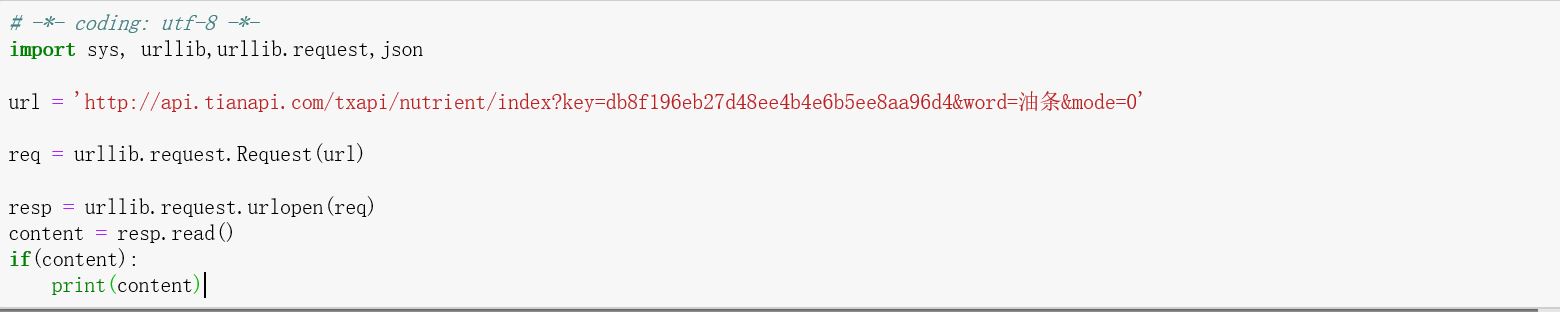 # -*- coding: utf-8 -*-
import sys, urllib,urllib.request,json
url = 'http://api.tianapi.com/txapi/nutrient/index?key=db8f196eb27d48ee4b4e6b5ee8aa96d4&word=油条&mode=0'
req = urllib.request.Request(url)
resp = urllib.request.urlopen(req)
content = resp.read()
if(content):
    print(content)